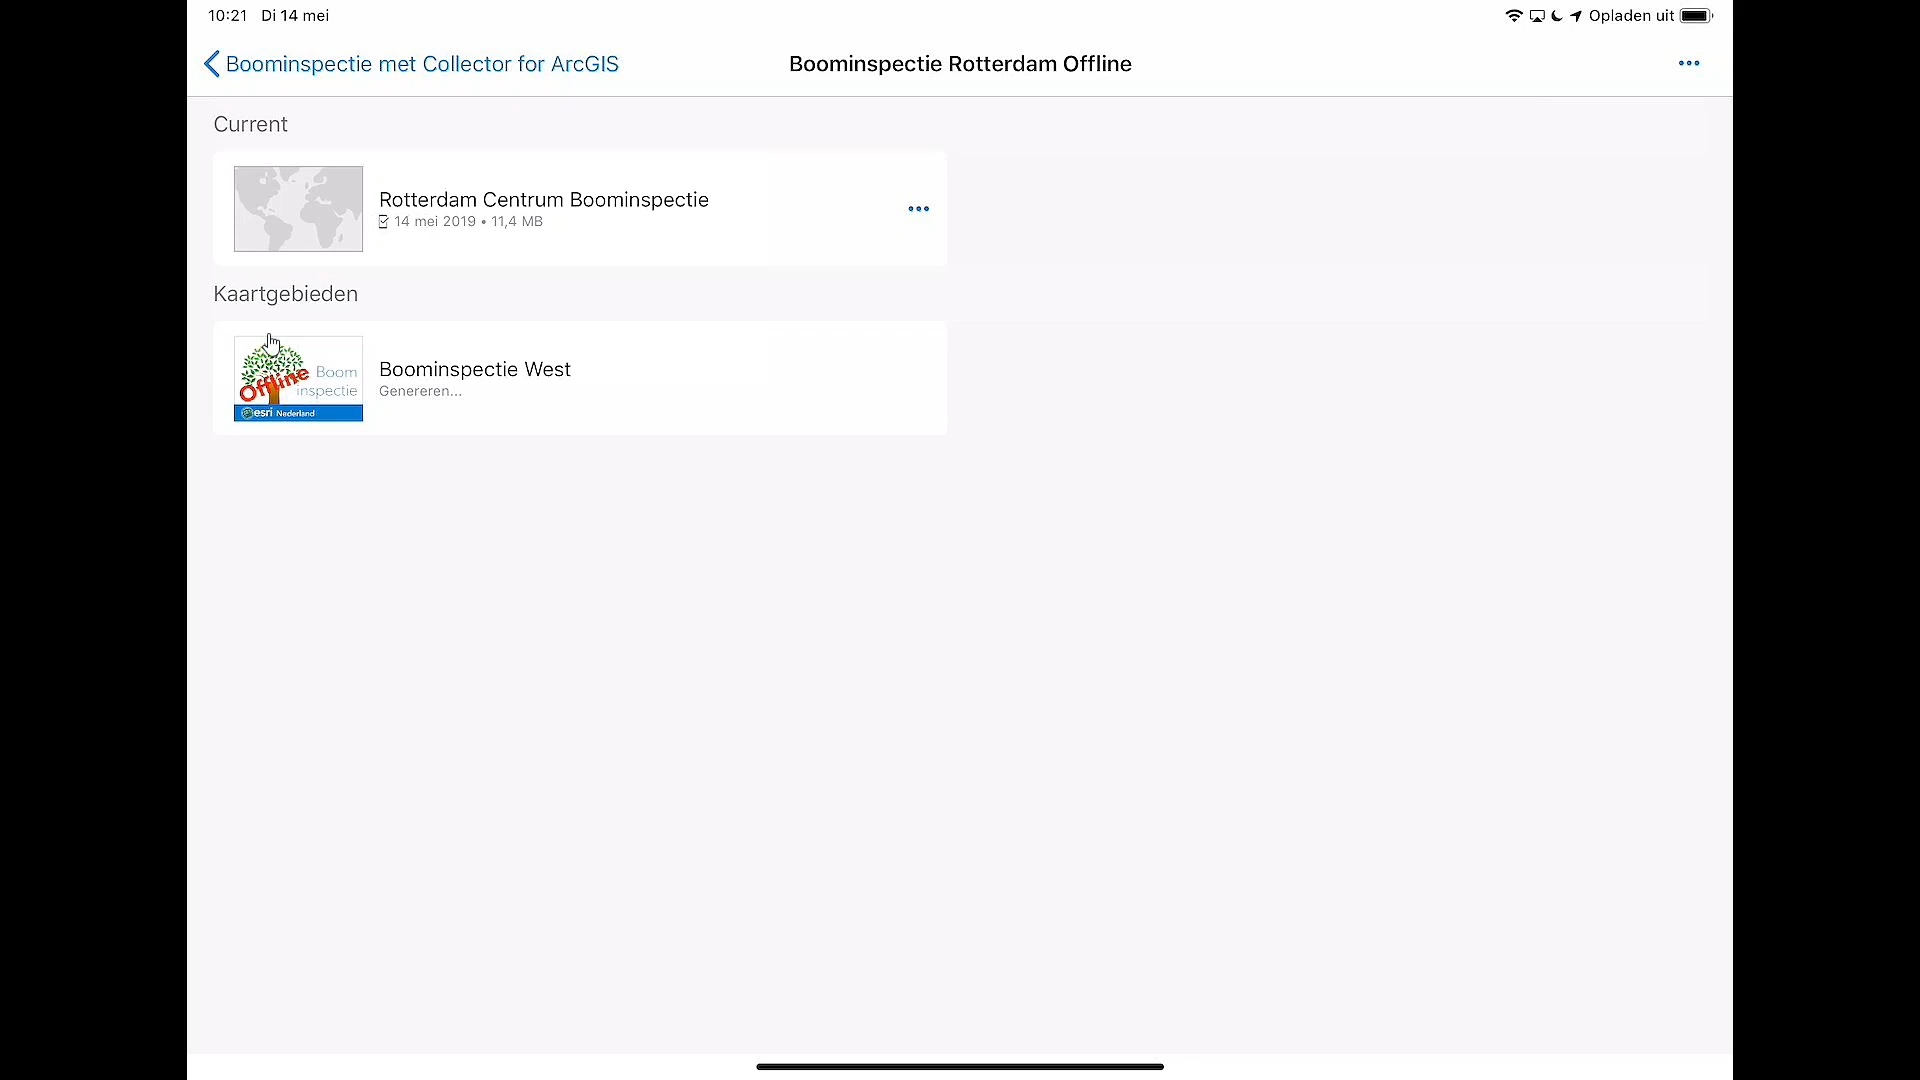 10:21 Di 14 mei
Opladen uit
Boominspectie met Collector for ArcGIS
Boominspectie Rotterdam Offline
Current
Rotterdam Centrum Boominspectie
14 mei 2019 • 11,4 MB
Kaartgebieden
Offline
Boom
inspectie
esri Nederland
Boominspectie West
Genereren...